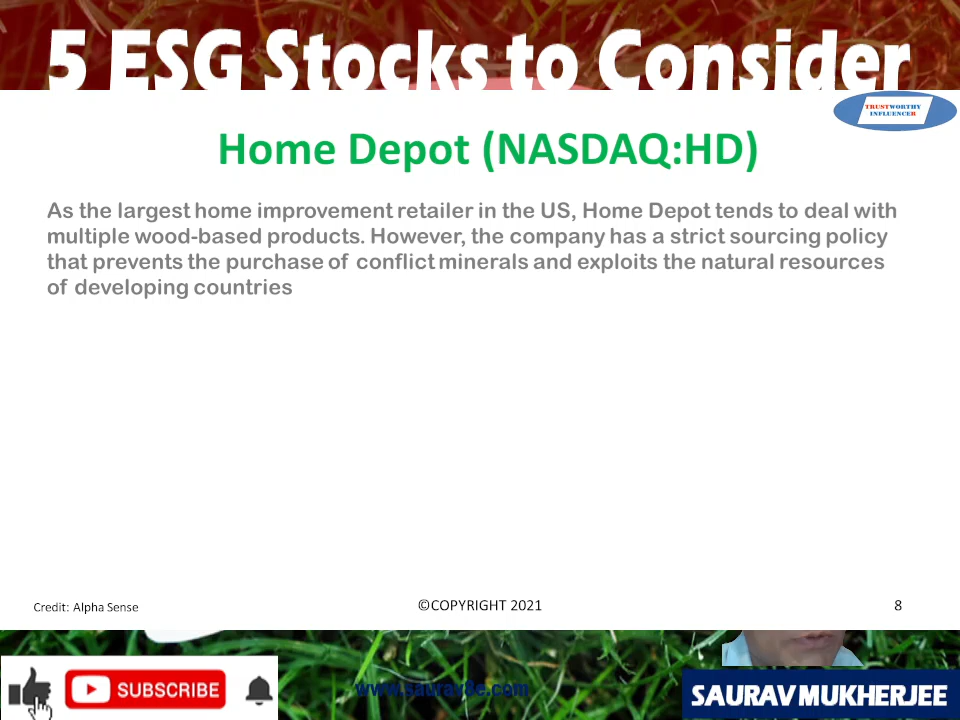 5 ESG Stocks to Consider
TRUSTWORTHY
INFLUENCER
Home Depot (NASDAQ:HD)
As the largest home improvement retailer in the US, Home Depot tends to deal with
multiple wood-based products. However, the company has a strict sourcing policy
that prevents the purchase of conflict minerals and exploits the natural resources
of developing countries
Credit: Alpha Sense
©COPYRIGHT 2021
8
SUBSCRIBE
www.saurav8e.com
SAURAV MUKHERJEE